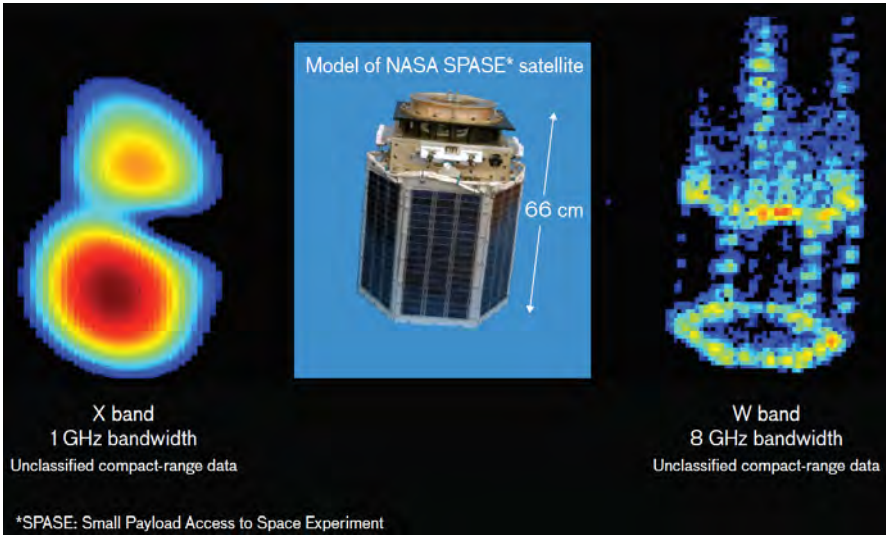 Model of NASA SPASE* satellite
66 cm
X band
1 GHz bandwidth
Unclassified compact-range data
W band
8 GHz bandwidth
Unclassified compact-range data
*SPASE: Small Payload Access to Space Experiment